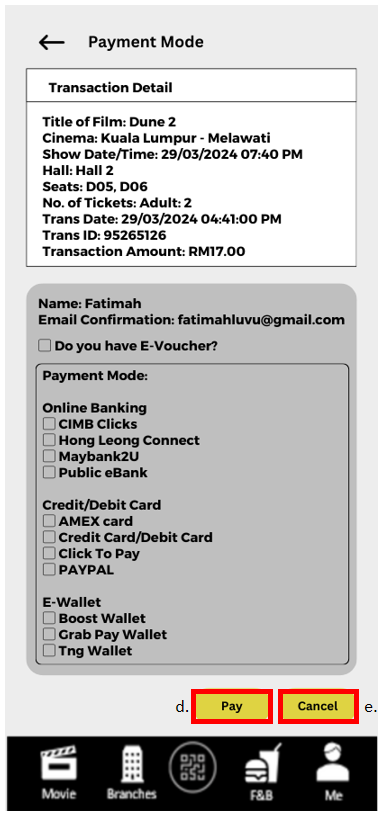 Payment Mode
Transaction Detail
Title of Film: Dune 2
Cinema: Kuala Lumpur - Melawati
Show Date/Time: 29/03/2024 07:40 PM
Hall: Hall 2
Seats: D05, D06
No. of Tickets: Adult: 2
Trans Date: 29/03/2024 04:41:00 PM
Trans ID: 95265126
Transaction Amount: RM17.00
Name: Fatimah
Email Confirmation: fatimahluvu@gmail.com
Do you have E-Voucher?
Payment Mode:
Online Banking
CIMB Clicks
Hong Leong Connect
Maybank2U
Public eBank
Credit/Debit Card
AMEX card
Credit Card/Debit Card
Click To Pay
PAYPAL
E-Wallet
Boost Wallet
Grab Pay Wallet
Tng Wallet
d. Pay Cancel e.
Movie Branches F&B Me